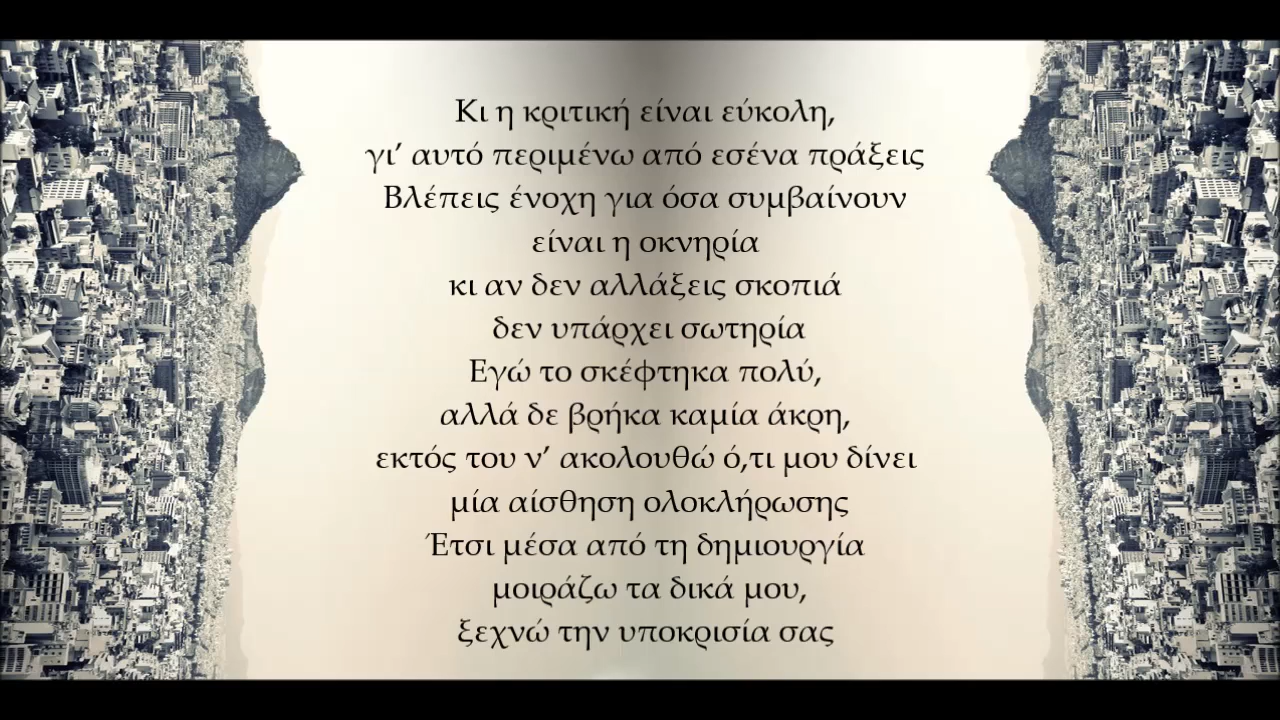 Κι η κριτική είναι εύκολη,
γι’ αυτό περιμένω από εσένα πράξεις
Βλέπεις ένοχη για όσα συμβαίνουν
είναι η οκνηρία
κι αν δεν αλλάξεις σκοπιά
δεν υπάρχει σωτηρία
Εγώ το σκέφτηκα πολύ,
αλλά δε βρήκα καμία άκρη,
εκτός του ν’ ακολουθώ ό,τι μου δίνει
μία αίσθηση ολοκλήρωσης
Έτσι μέσα από τη δημιουργία
μοιράζω τα δικά μου,
ξεχνώ την υποκρισία σας